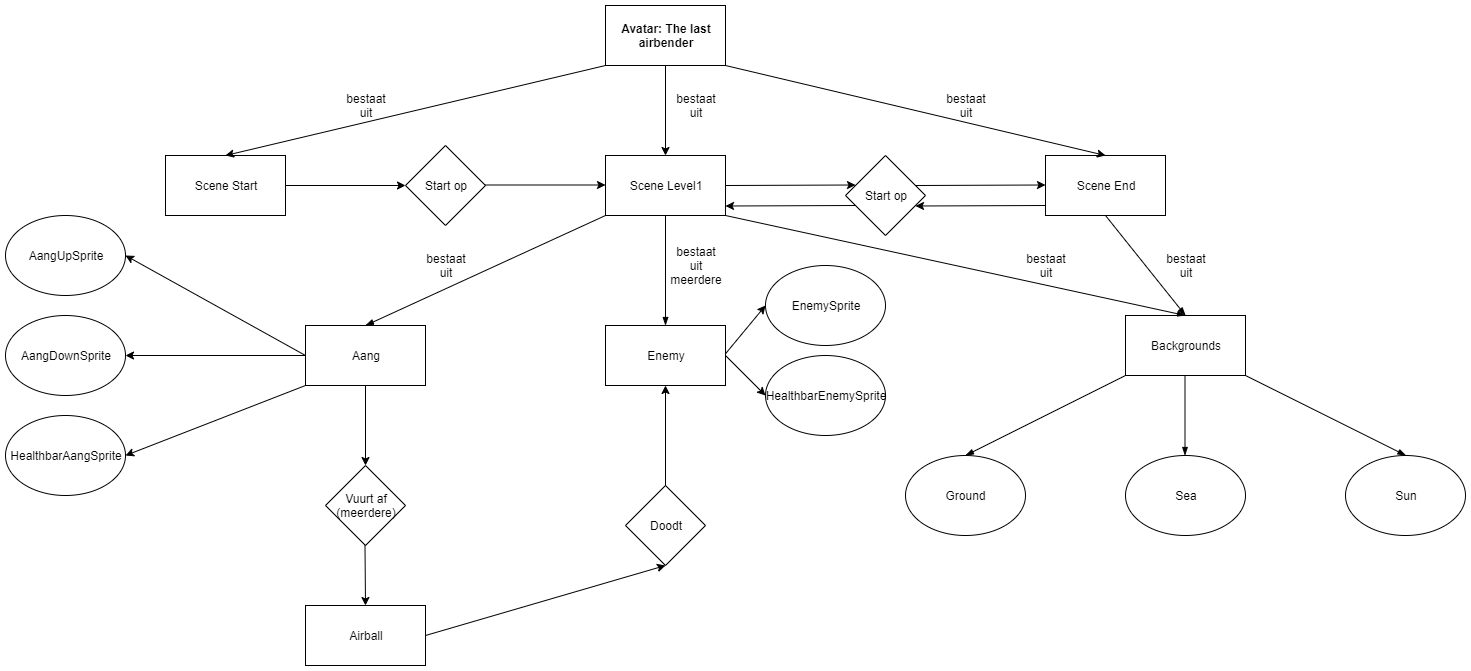 Avatar: The last
airbender
bestaat
uit
bestaat
uit
bestaat
uit
Scene Start
Start op
Scene Level1
Start op
Scene End
AangUpSprite
bestaat
uit
bestaat
uit
meerdere
bestaat
uit
bestaat
uit
EnemySprite
AangDownSprite
Aang
Enemy
Backgrounds
HealthbarEnemySprite
HealthbarAangSprite
Vuurt af
(meerdere)
Doodt
Ground
Sea
Sun
Airball